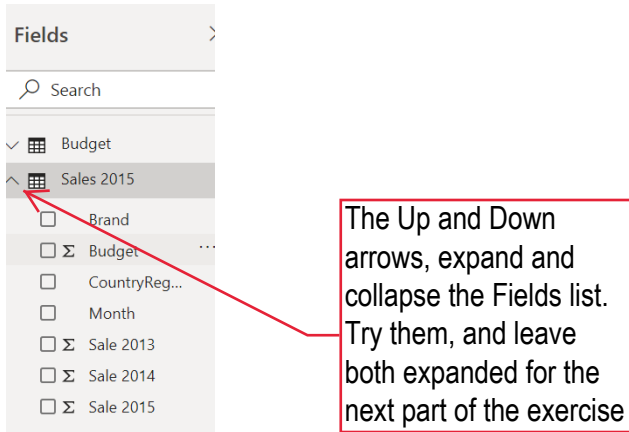 Fields
Search
Budget
Sales 2015
Brand
Σ Budget ...
CountryReg...
Month
Σ Sale 2013
Σ Sale 2014
Σ Sale 2015
The Up and Down
arrows, expand and
collapse the Fields list.
Try them, and leave
both expanded for the
next part of the exercise